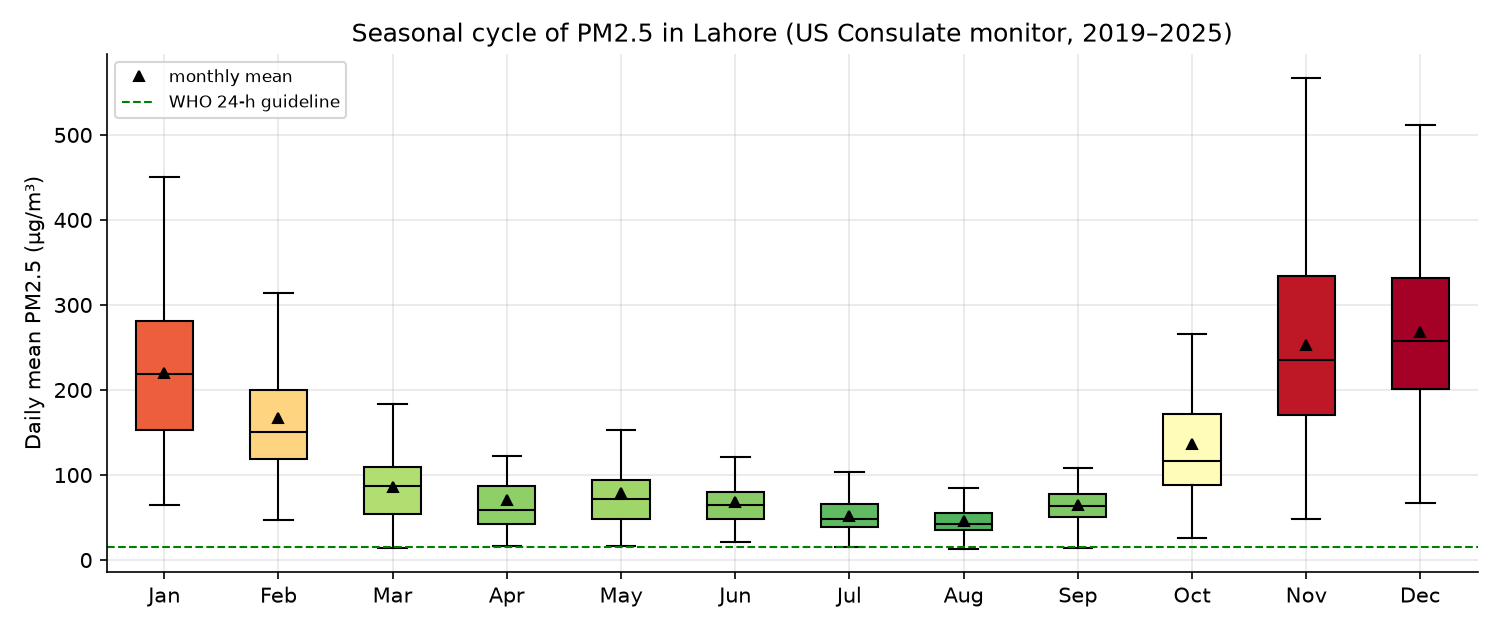 Seasonal cycle of PM2.5 in Lahore (US Consulate monitor, 2019–2025)
monthly mean
WHO 24-h guideline
Daily mean PM2.5 (µg/m³)
500
400
300
200
100
0
Jan Feb Mar Apr May Jun Jul Aug Sep Oct Nov Dec